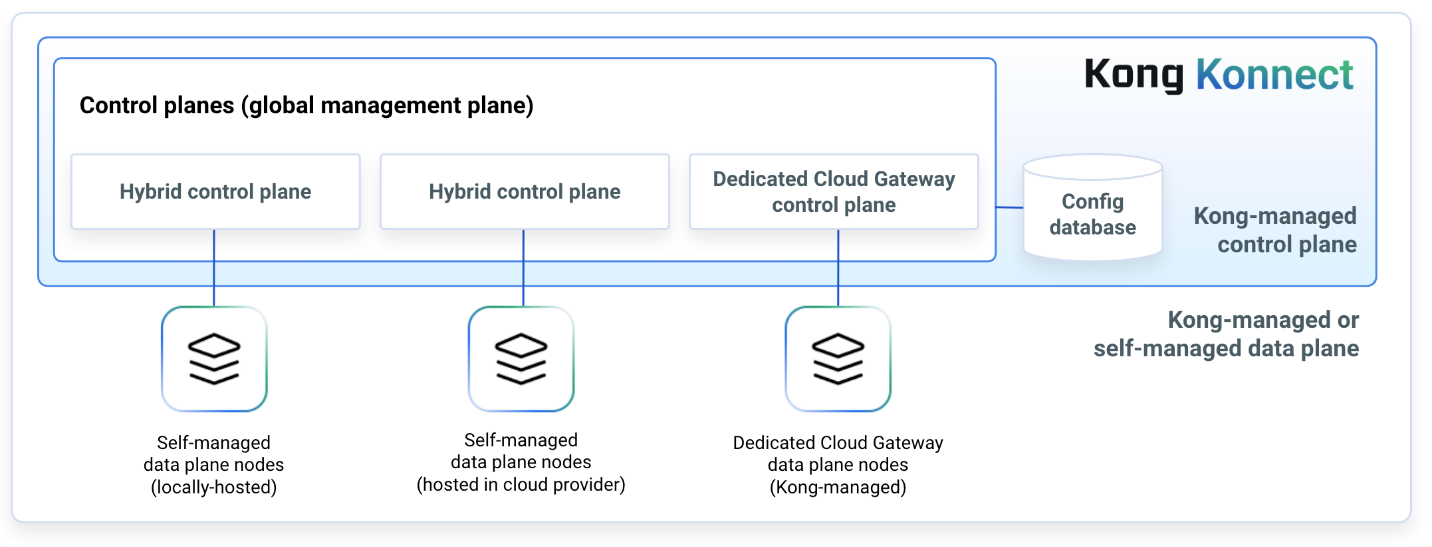 Kong Konnect
Control planes (global management plane)
Hybrid control plane
Hybrid control plane
Dedicated Cloud Gateway
control plane
Config
database
Kong-managed
control plane
Kong-managed or
self-managed data plane
Self-managed
data plane nodes
(locally-hosted)
Self-managed
data plane nodes
(hosted in cloud provider)
Dedicated Cloud Gateway
data plane nodes
(Kong-managed)